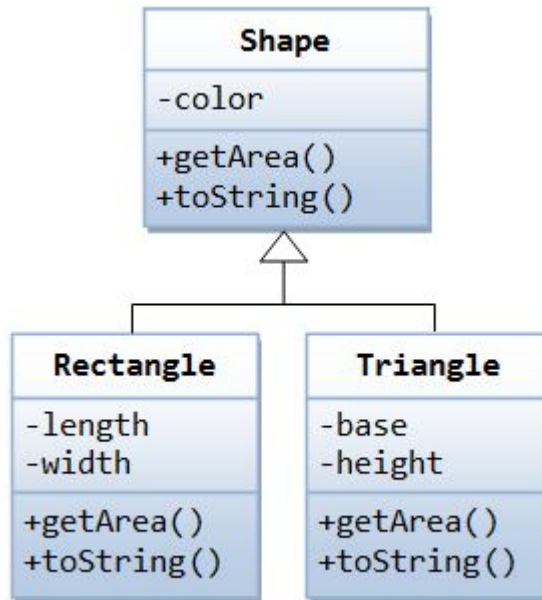 Shape
-color
+getArea()
+toString()
Rectangle
-length
-width
+getArea()
+toString()
Triangle
-base
-height
+getArea()
+toString()